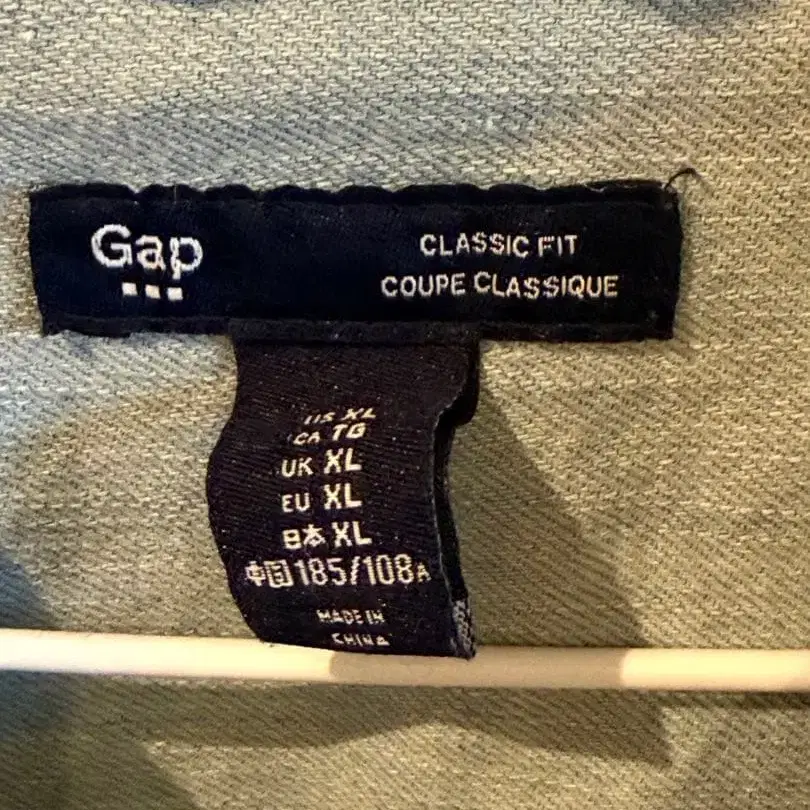 Gap
CLASSIC FIT
COUPE CLASSIQUE
US XL
CA TG
UK XL
EU XL
日本 XL
中国 185/108A
MADE IN
CHINA